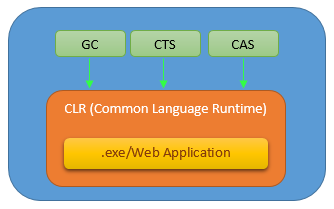 GC CTS CAS
CLR (Common Language Runtime)
.exe/Web Application